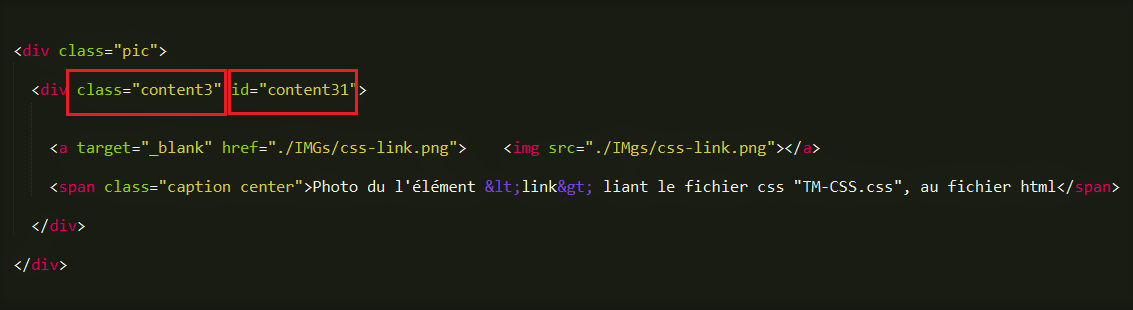 <div class="pic">
<div class="content3" id="content31">
<a target="_blank" href="./IMGs/css-link.png"> <img src="./IMgs/css-link.png"></a>
<span class="caption center">Photo du l'élément &lt;link&gt; liant le fichier css "TM-CSS.css", au fichier html</span>
</div>
</div>